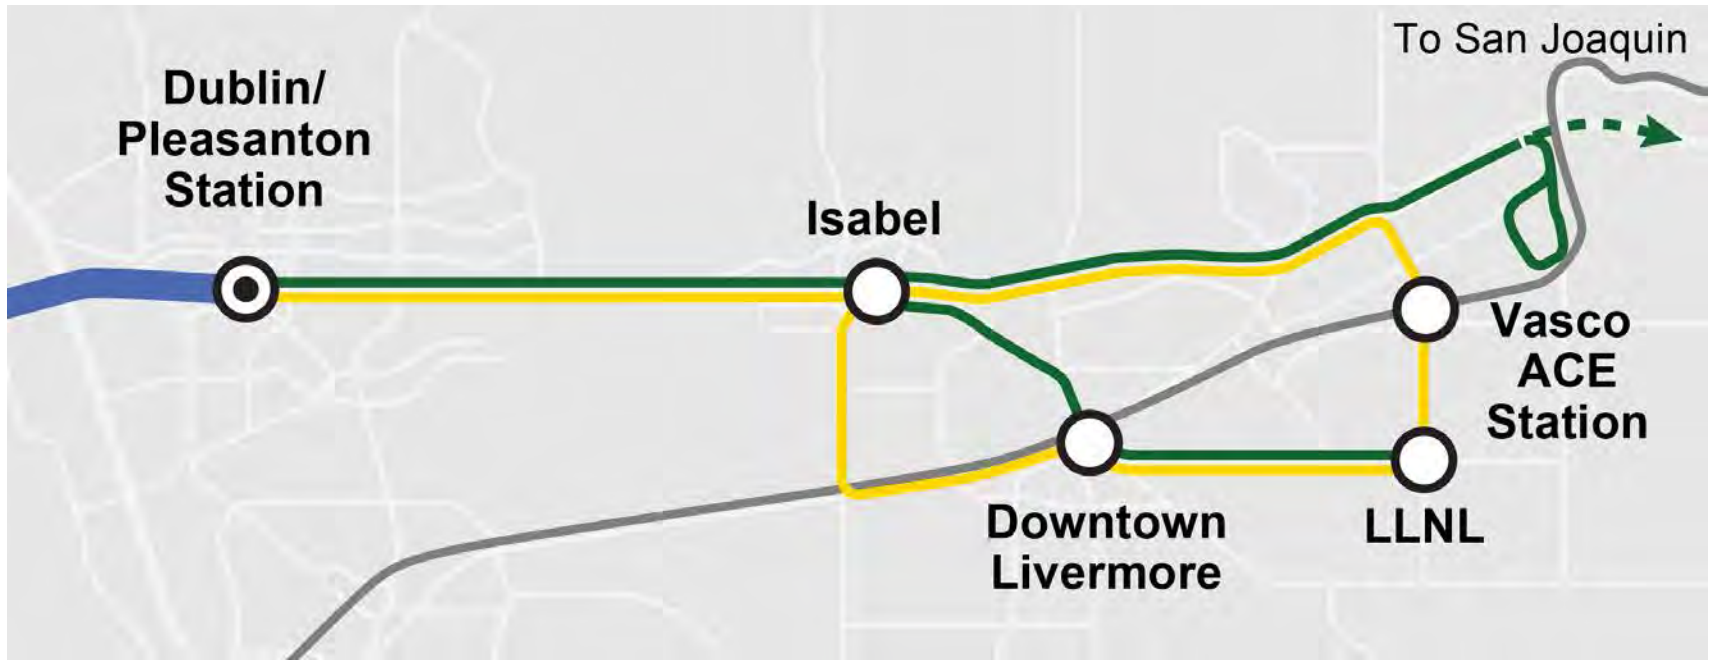 To San Joaquin
Dublin/
Pleasanton
Station
Isabel
Vasco
ACE
Station
Downtown
Livermore
LLNL